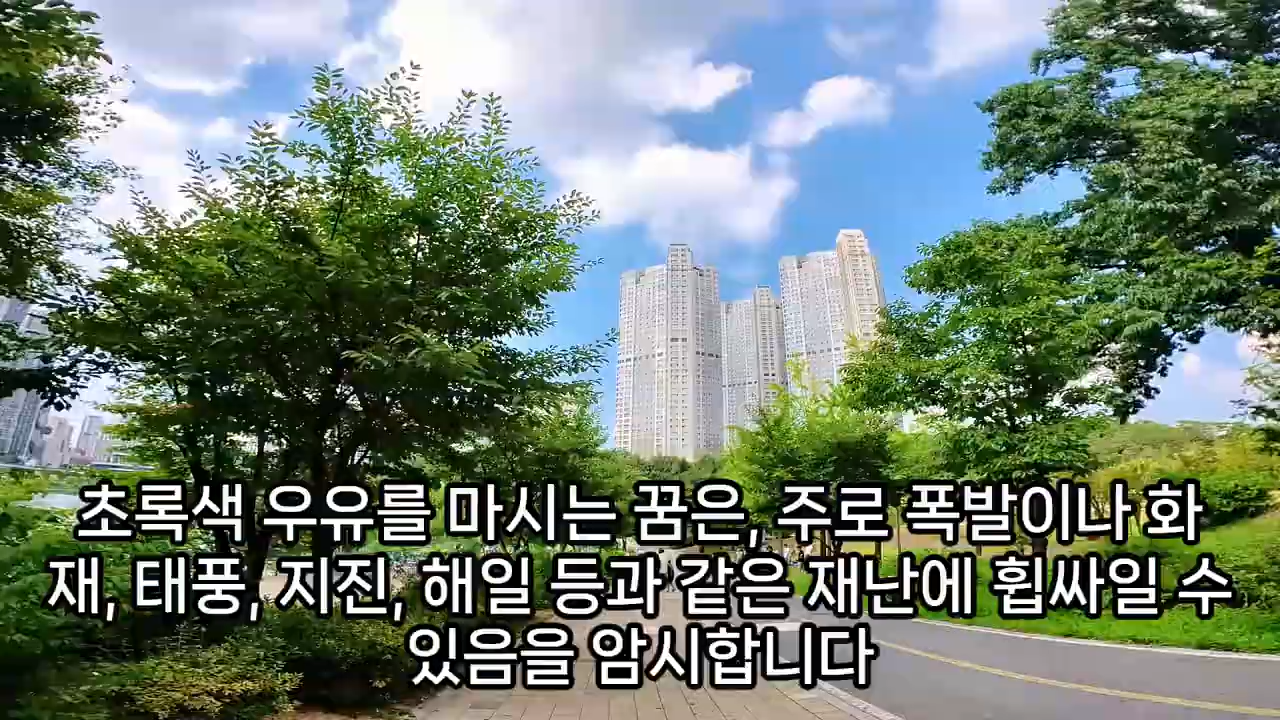 초록색 우유를 마시는 꿈은, 주로 폭발이나 화
재, 태풍, 지진, 해일 등과 같은 재난에 휩싸일 수
있음을 암시합니다